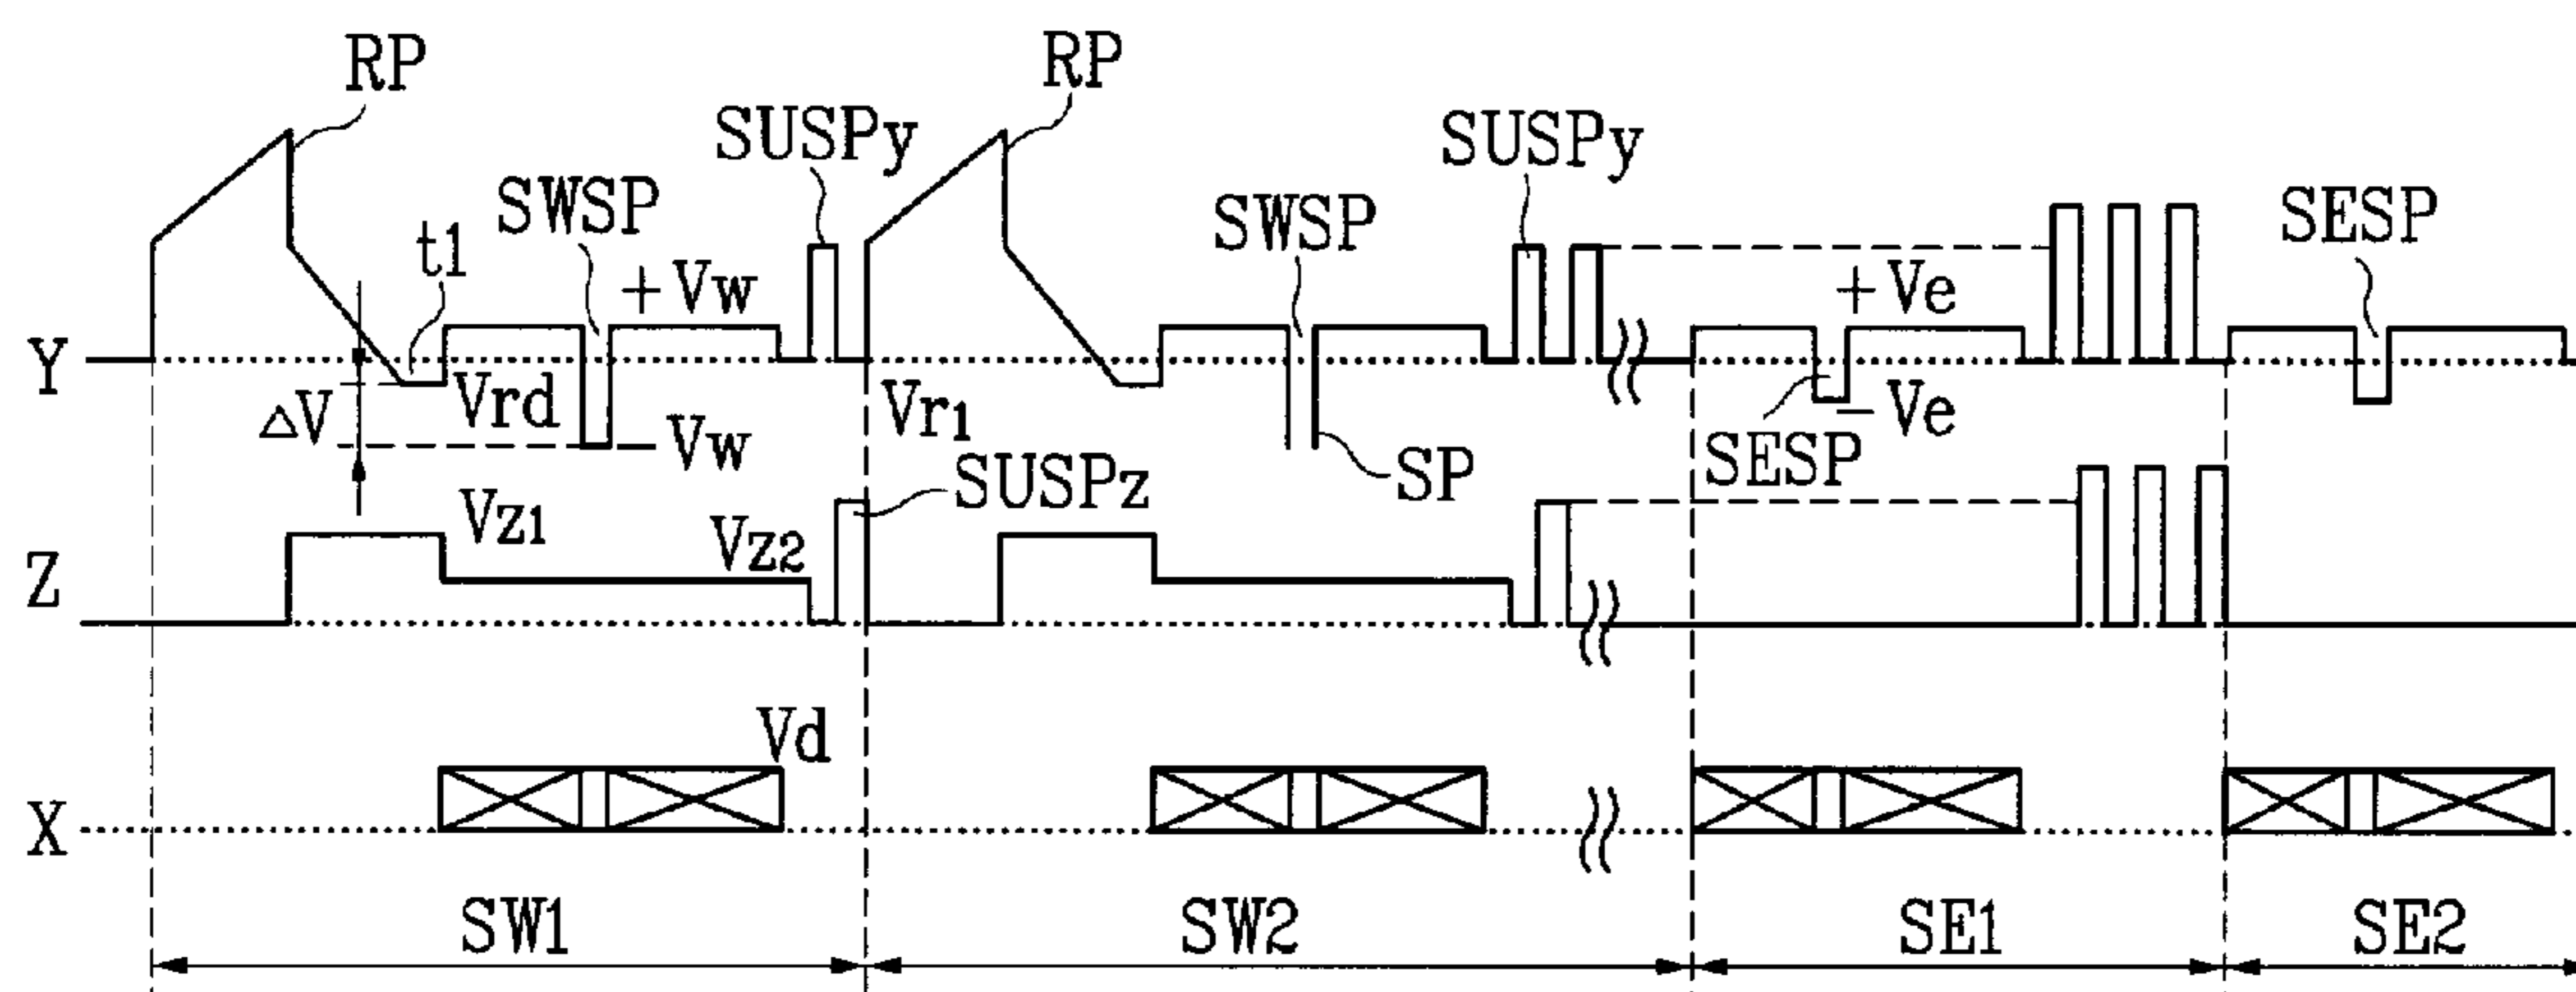 RP
RP
SUSPy
SUSPy
SWSP
SWSP
SESP
t1
+Vw
+Ve
Y
Vrd
Vr1
−Ve
△V
−Vw
SP
SESP
SUSPz
Vz1
Vz2
Z
Vd
X
SW1
SW2
SE1
SE2